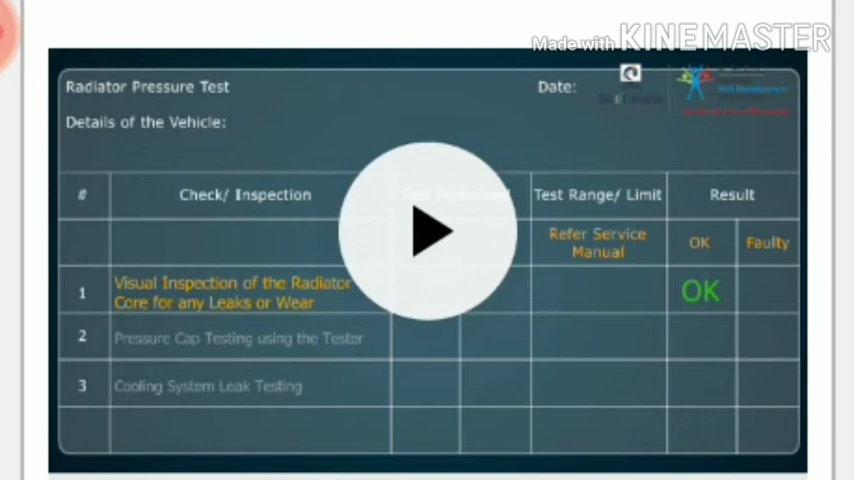 Made with KINEMASTER
Radiator Pressure Test
Date:
Details of the Vehicle:
#
Check/ Inspection
Test Range/ Limit
Result
Refer Service
Manual
OK
Faulty
1
Visual Inspection of the Radiator
Core for any Leaks or Wear
OK
2
Pressure Cap Testing using the Tester
3
Cooling System Leak Testing